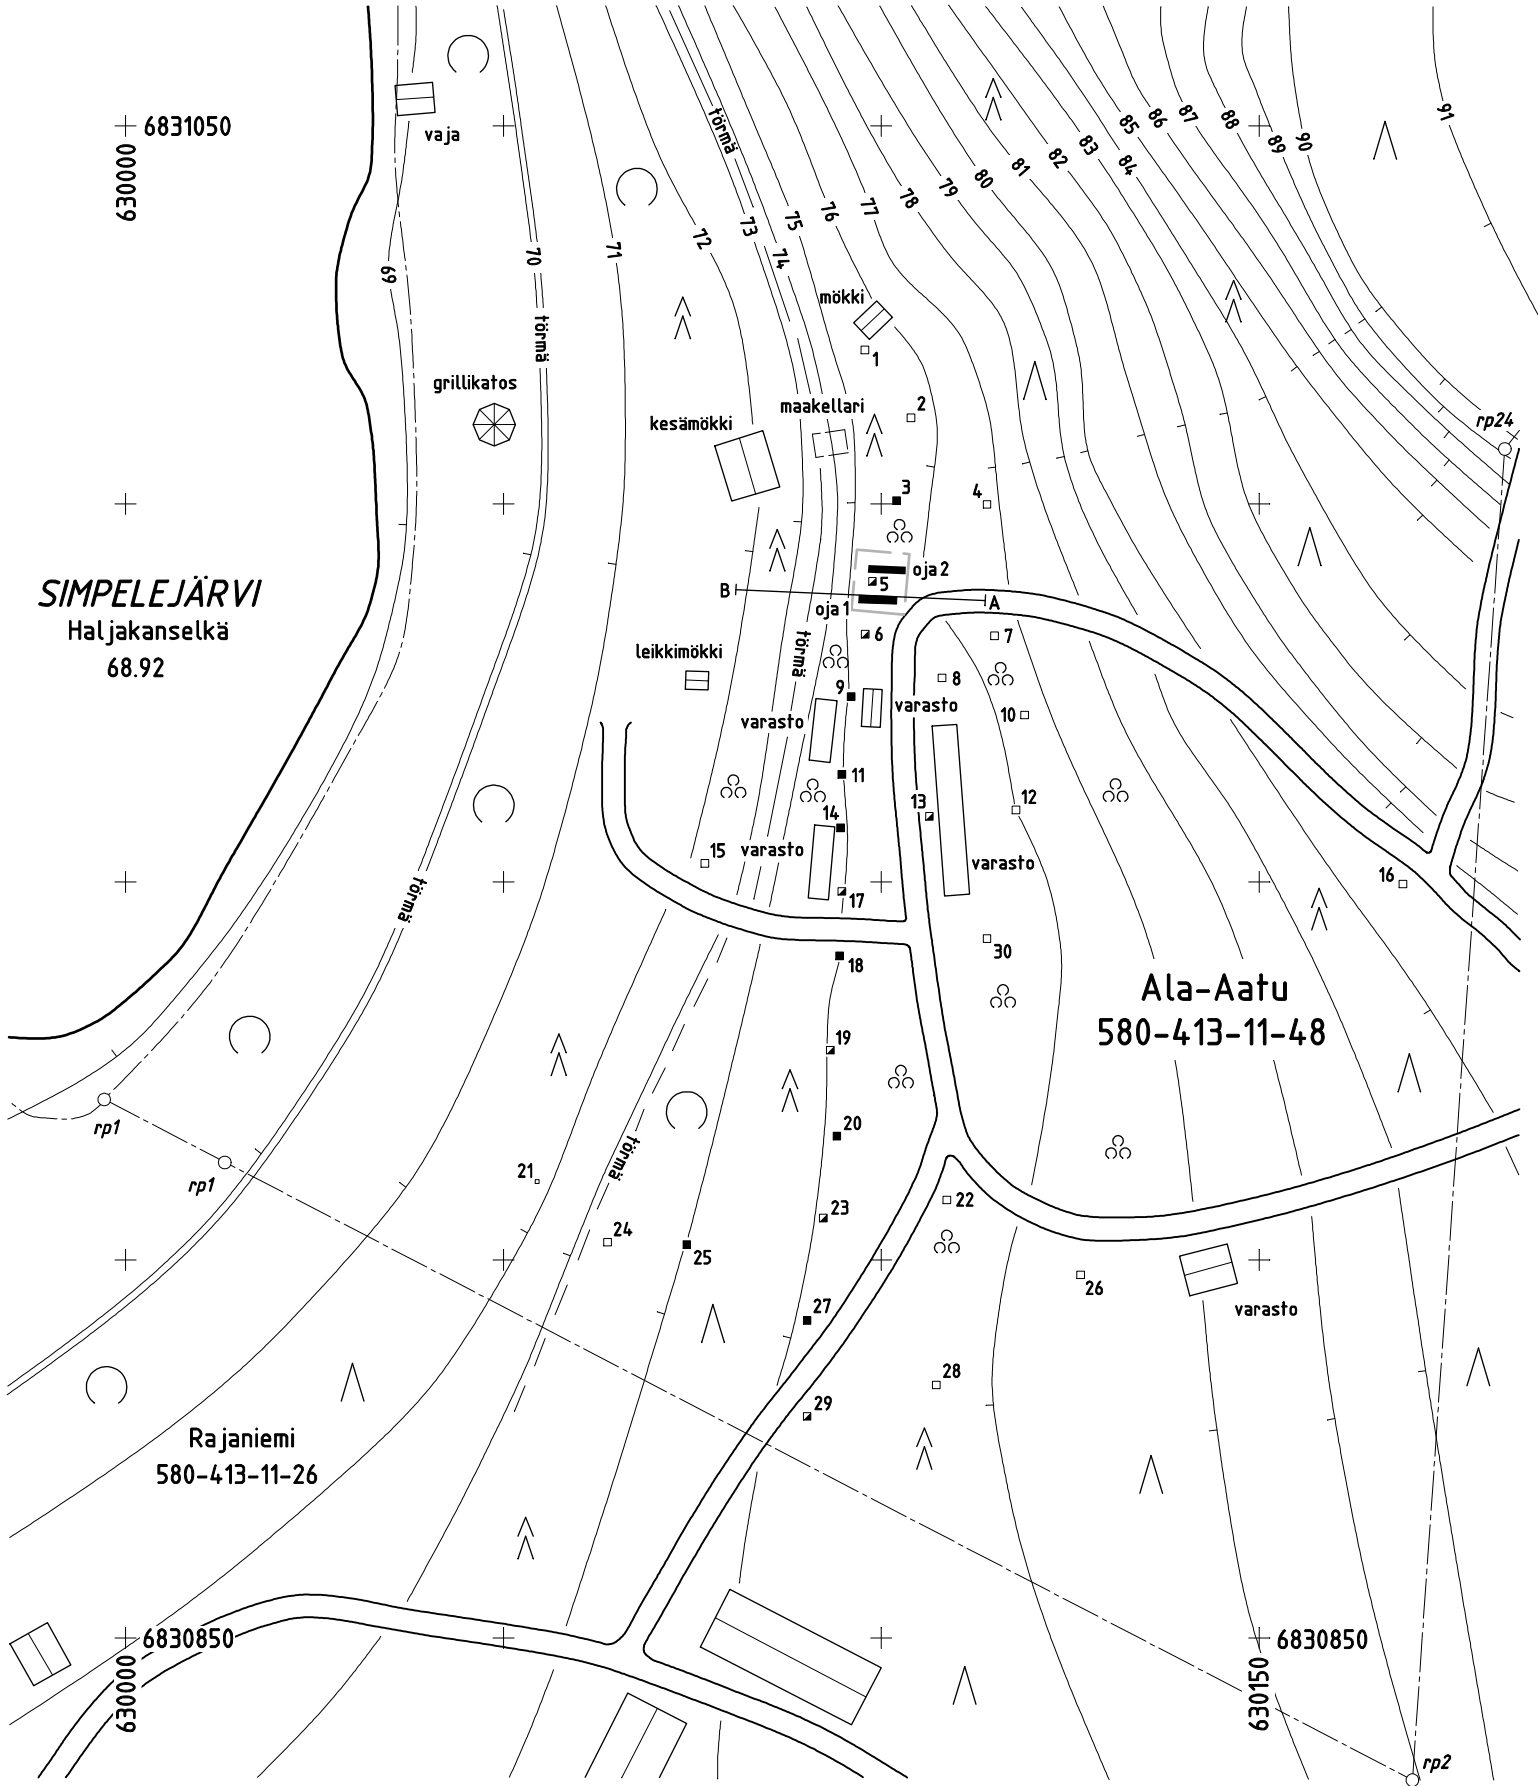 6831050
630000
vaja
törmä
91
90
89
88
87
86
85
84
83
82
81
80
79
78
77
76
75
74
73
72
71
70
69
törmä
mökki
1
grillikatos
maakellari
2
kesämökki
rp24
3
4
SIMPELEJÄRVI
Haljakanselkä
68.92
oja 2
5
B
A
oja 1
6
7
törmä
leikkimökki
8
9
varasto
varasto
10
11
12
13
14
varasto
15
varasto
16
17
törmä
30
18
Ala-Aatu
580-413-11-48
19
rp1
20
törmä
rp1
21
22
23
24
25
26
varasto
27
28
29
Rajaniemi
580-413-11-26
6830850
630000
6830850
630150
rp2